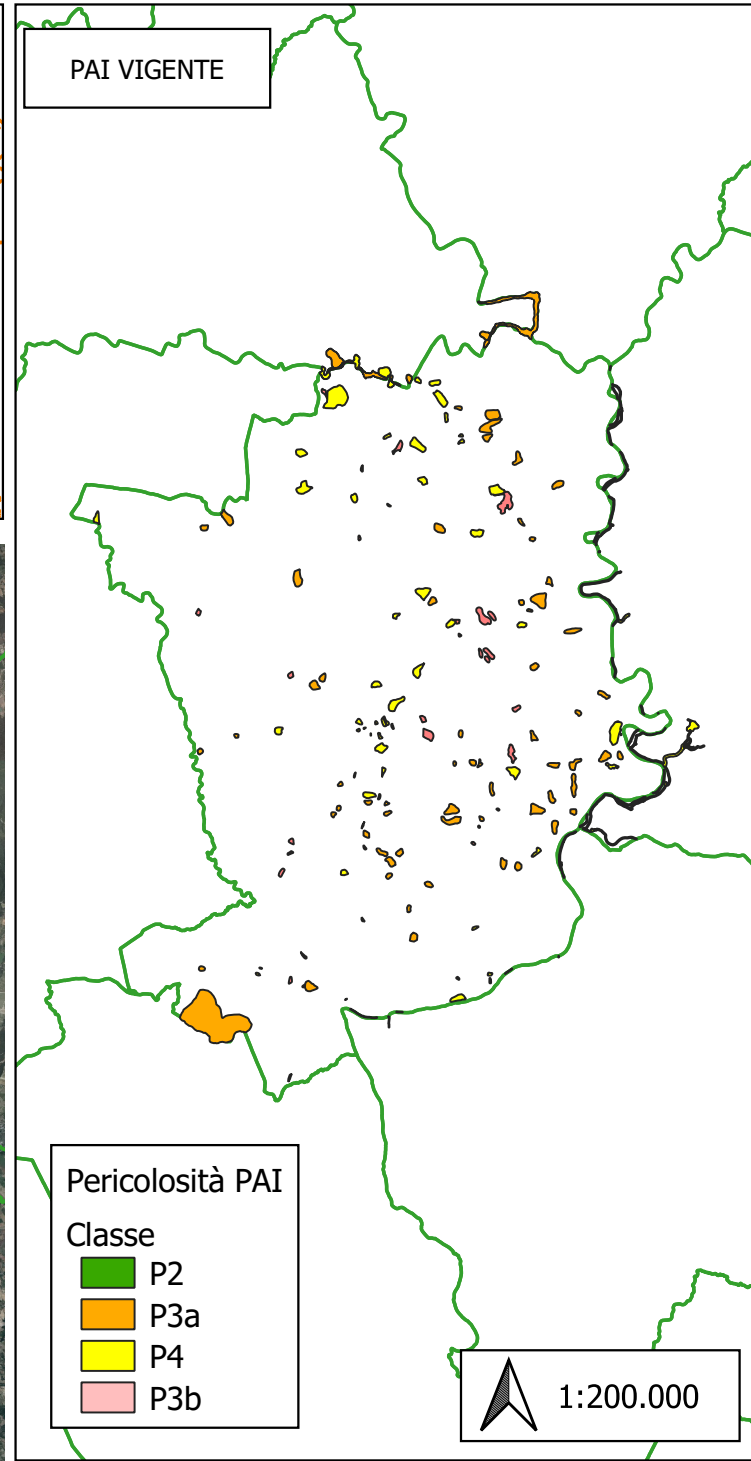 PAI VIGENTE
Pericolosità PAI
Classe
P2
P3a
P4
P3b
1:200.000